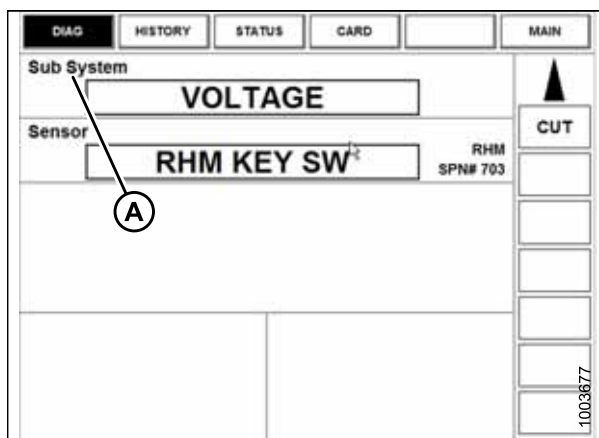 DIAG HISTORY STATUS CARD MAIN
Sub System
VOLTAGE
CUT
Sensor
RHM KEY SW
RHM
SPN# 703
A
1003677